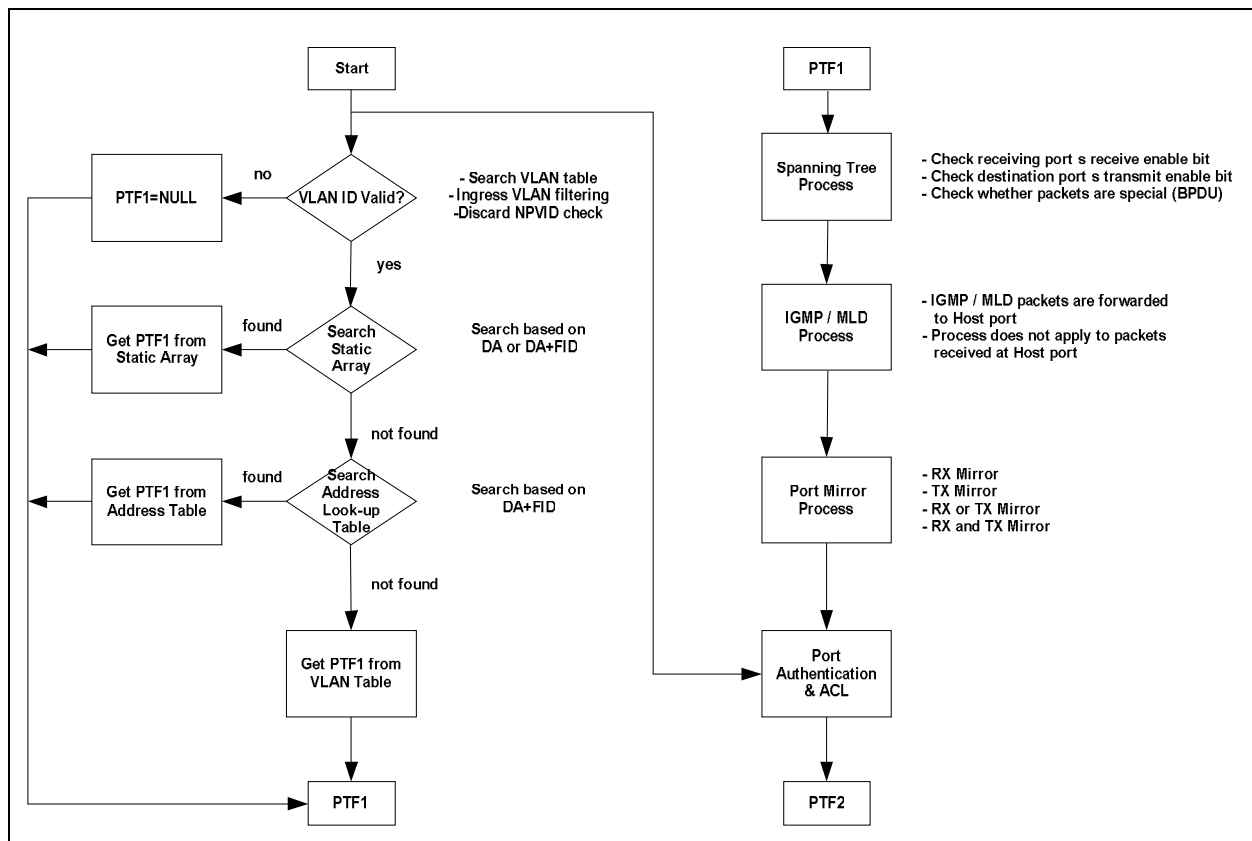 Start
PTF1=NULL
no
VLAN ID Valid?
- Search VLAN table
- Ingress VLAN filtering
-Discard NPVID check
yes
Get PTF1 from
Static Array
found
Search
Static
Array
Search based on
DA or DA+FID
not found
Get PTF1 from
Address Table
found
Search
Address
Look-up
Table
Search based on
DA+FID
not found
Get PTF1 from
VLAN Table
PTF1
PTF1
Spanning Tree
Process
- Check receiving port s receive enable bit
- Check destination port s transmit enable bit
- Check whether packets are special (BPDU)
IGMP / MLD
Process
- IGMP / MLD packets are forwarded
to Host port
- Process does not apply to packets
received at Host port
Port Mirror
Process
- RX Mirror
- TX Mirror
- RX or TX Mirror
- RX and TX Mirror
Port
Authentication
& ACL
PTF2